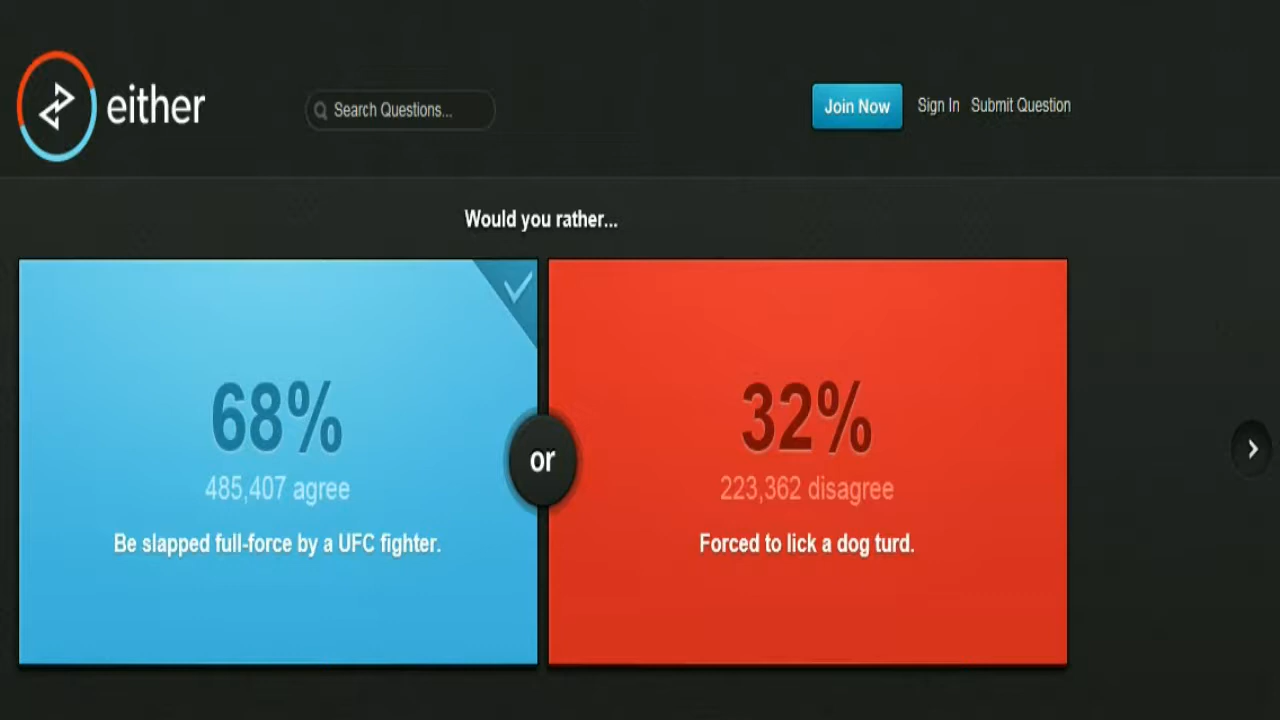 either
Search Questions...
Join Now
Sign In
Submit Question
Would you rather...
68%
485,407 agree
Be slapped full-force by a UFC fighter.
or
32%
223,362 disagree
Forced to lick a dog turd.